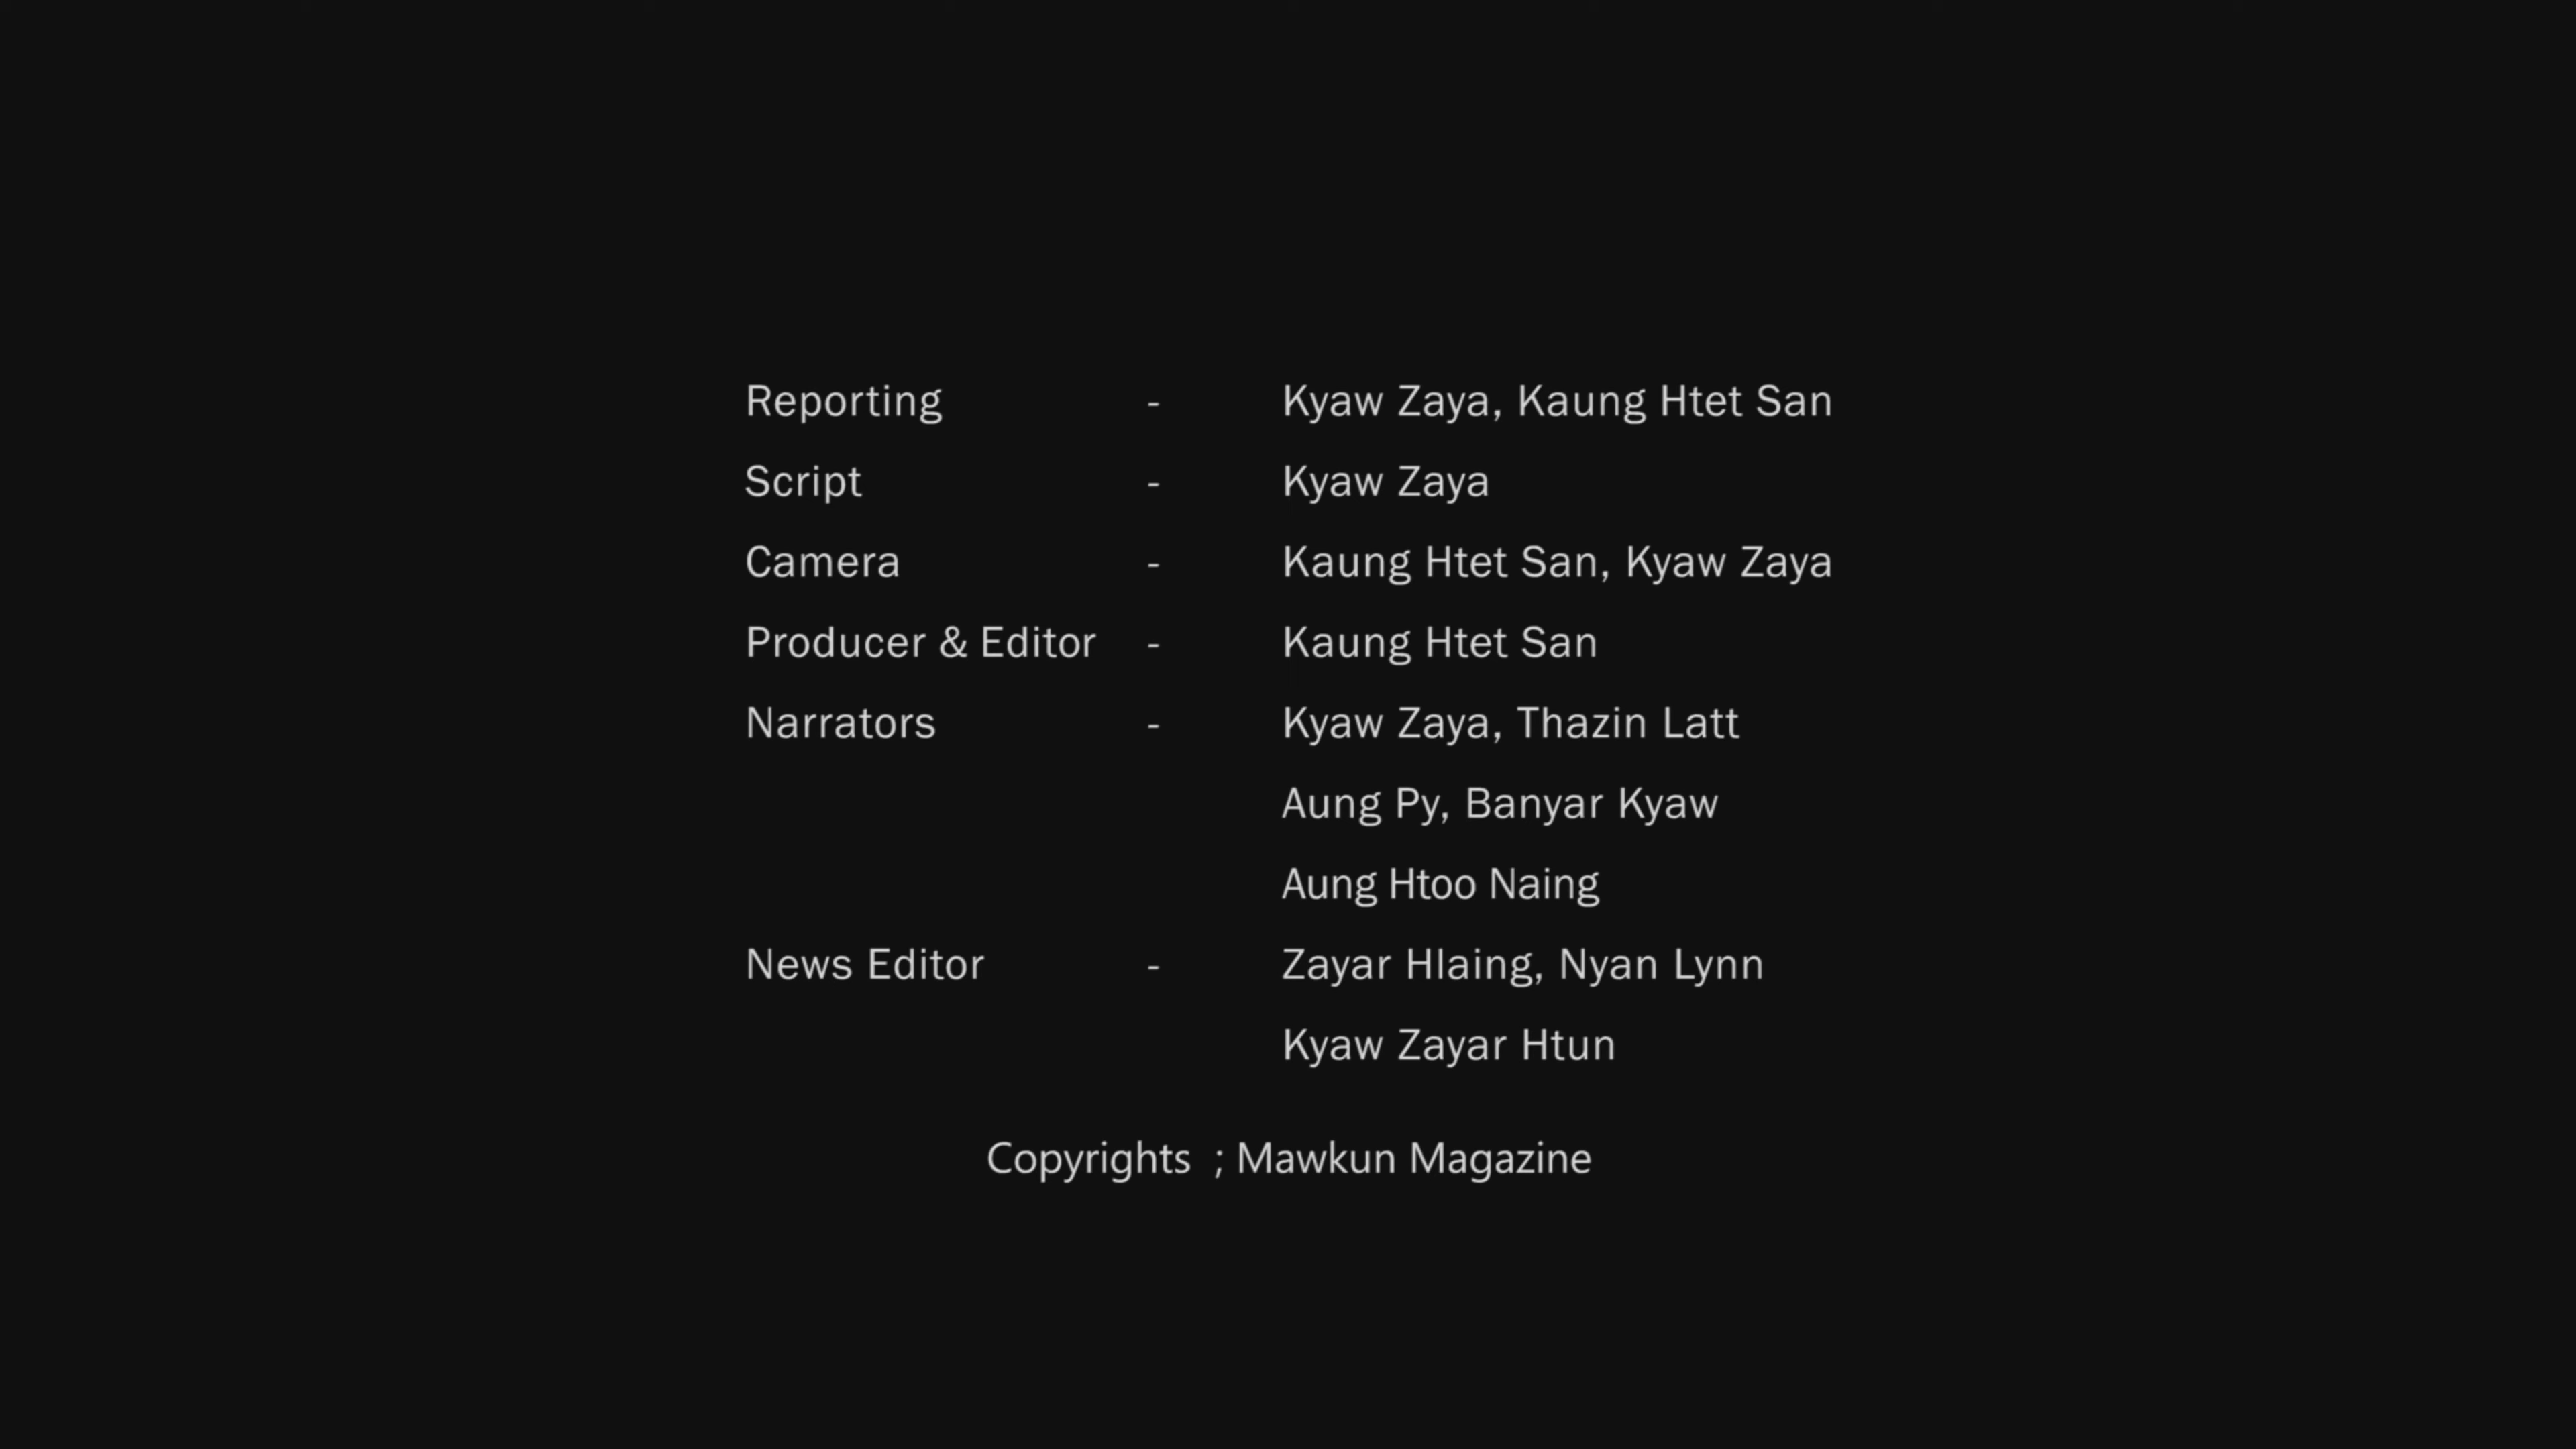 Reporting - Kyaw Zaya, Kaung Htet San
Script - Kyaw Zaya
Camera - Kaung Htet San, Kyaw Zaya
Producer & Editor - Kaung Htet San
Narrators - Kyaw Zaya, Thazin Latt
Aung Py, Banyar Kyaw
Aung Htoo Naing
News Editor - Zayar Hlaing, Nyan Lynn
Kyaw Zayar Htun
Copyrights ; Mawkun Magazine